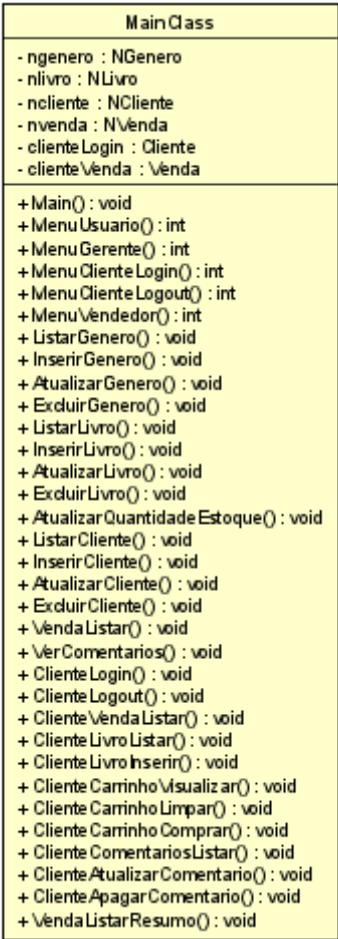 MainClass
- ngenero : NGenero
- nlivro : NLivro
- ncliente : NCliente
- nvenda : NVenda
- clienteLogin : Cliente
- clienteVenda : Venda
+ Main() : void
+ MenuUsuario() : int
+ MenuGerente() : int
+ MenuClienteLogin() : int
+ MenuClienteLogout() : int
+ MenuVendedor() : int
+ ListarGenero() : void
+ InserirGenero() : void
+ AtualizarGenero() : void
+ ExcluirGenero() : void
+ ListarLivro() : void
+ InserirLivro() : void
+ AtualizarLivro() : void
+ ExcluirLivro() : void
+ AtualizarQuantidadeEstoque() : void
+ ListarCliente() : void
+ InserirCliente() : void
+ AtualizarCliente() : void
+ ExcluirCliente() : void
+ VendaListar() : void
+ VerComentarios() : void
+ ClienteLogin() : void
+ ClienteLogout() : void
+ ClienteVendaListar() : void
+ ClienteLivroListar() : void
+ ClienteLivroInserir() : void
+ ClienteCarrinhoVisualizar() : void
+ ClienteCarrinhoLimpar() : void
+ ClienteCarrinhoComprar() : void
+ ClienteComentariosListar() : void
+ ClienteAtualizarComentario() : void
+ ClienteApagarComentario() : void
+ VendaListarResumo() : void